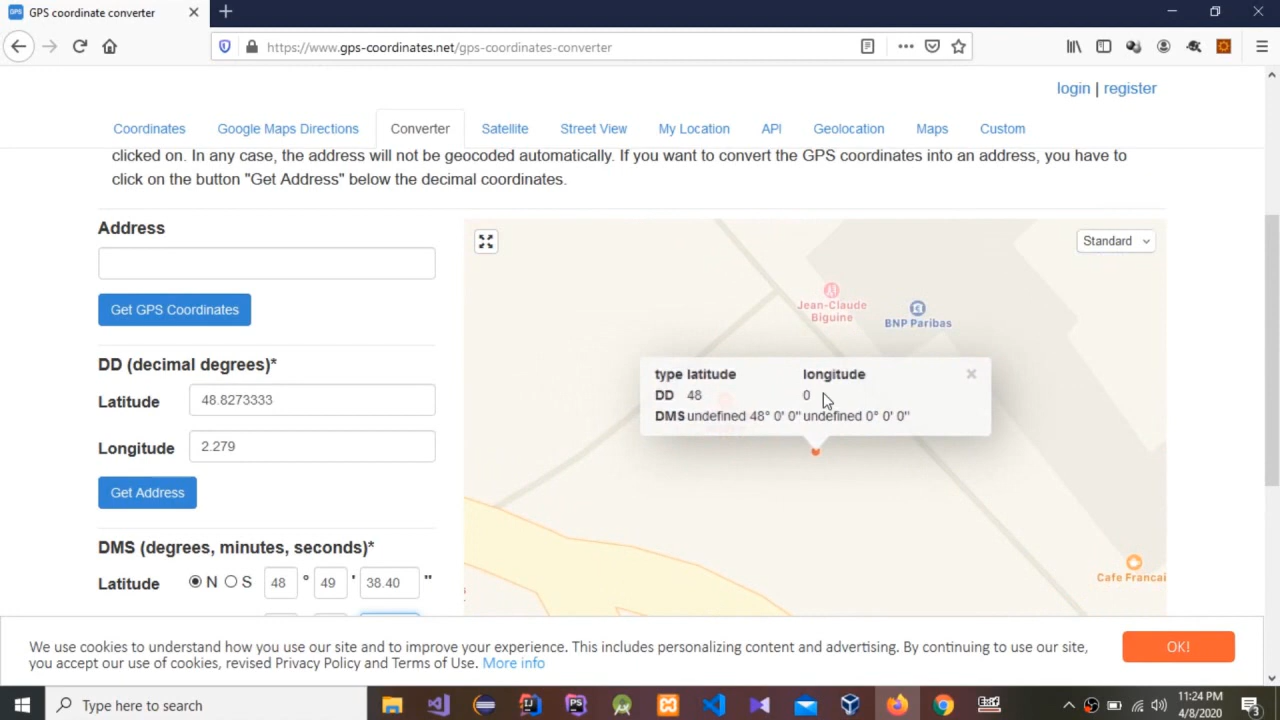 GPS coordinate converter
https://www.gps-coordinates.net/gps-coordinates-converter
login | register
Coordinates Google Maps Directions Converter Satellite Street View My Location API Geolocation Maps Custom
clicked on. In any case, the address will not be geocoded automatically. If you want to convert the GPS coordinates into an address, you have to
click on the button "Get Address" below the decimal coordinates.
Address
Get GPS Coordinates
DD (decimal degrees)*
Latitude 48.8273333
Longitude 2.279
Get Address
DMS (degrees, minutes, seconds)*
Latitude N S 48 ° 49 ' 38.40 "
Standard
Jean-Claude
Biguine
BNP Paribas
type latitude longitude
DD 48 0
DMS undefined 48° 0' 0" undefined 0° 0' 0"
Cafe Francai
We use cookies to understand how you use our site and to improve your experience. This includes personalizing content and advertising. By continuing to use our site,
you accept our use of cookies, revised Privacy Policy and Terms of Use. More info
OK!
Type here to search
11:24 PM
4/8/2020